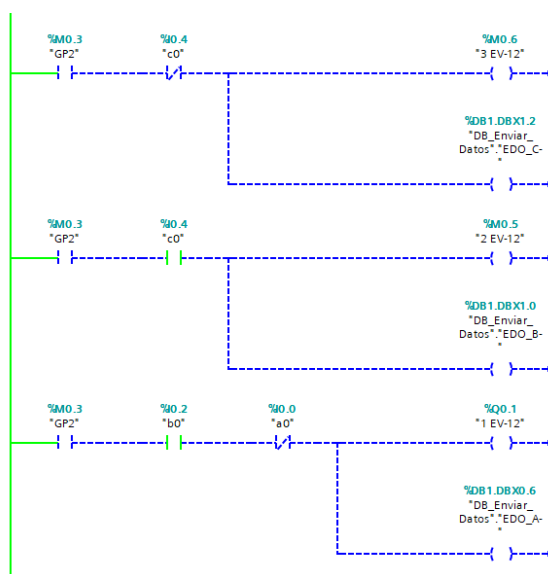 %M0.3 %I0.4 %M0.6
"GP2" "c0" "3 EV-12"
%DB1.DBX1.2
"DB_Enviar_
Datos"."EDO_C-
"
%M0.3 %I0.4 %M0.5
"GP2" "c0" "2 EV-12"
%DB1.DBX1.0
"DB_Enviar_
Datos"."EDO_B-
"
%M0.3 %I0.2 %I0.0 %Q0.1
"GP2" "b0" "a0" "1 EV-12"
%DB1.DBX0.6
"DB_Enviar_
Datos"."EDO_A-
"